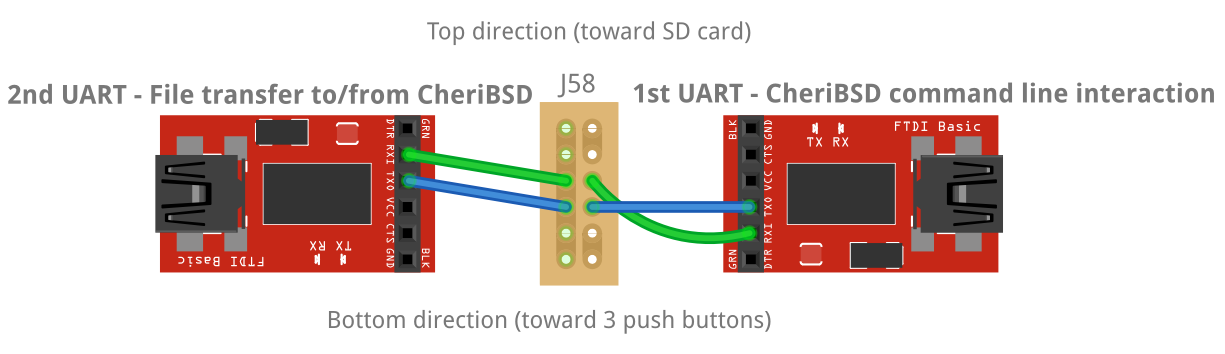 Top direction (toward SD card)
J58
2nd UART - File transfer to/from CheriBSD
1st UART - CheriBSD command line interaction
DTR
RXI
TXO
VCC
CTS
GND
GRN
BLK
TX RX
FTDI Basic
BLK
GRN
GND
CTS
VCC
TXO
RXI
DTR
TX RX
FTDI Basic
Bottom direction (toward 3 push buttons)